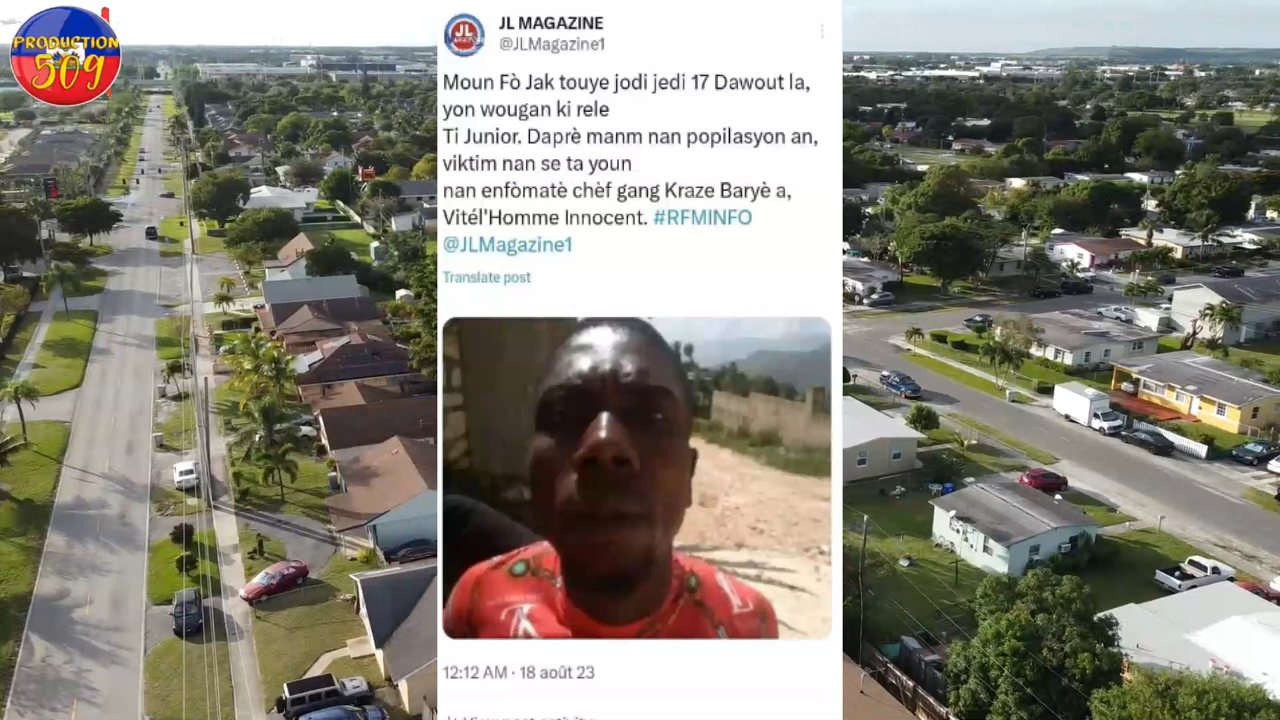 PRODUCTION
509
JL
JL MAGAZINE
@JLMagazine1
Moun Fò Jak touye jodi jedi 17 Dawout la,
yon wougan ki rele
Ti Junior. Daprè manm nan popilasyon an,
viktim nan se ta youn
nan enfòmatè chèf gang Kraze Baryè a,
Vitél'Homme Innocent. #RFMINFO
@JLMagazine1
Translate post
12:12 AM · 18 août 23